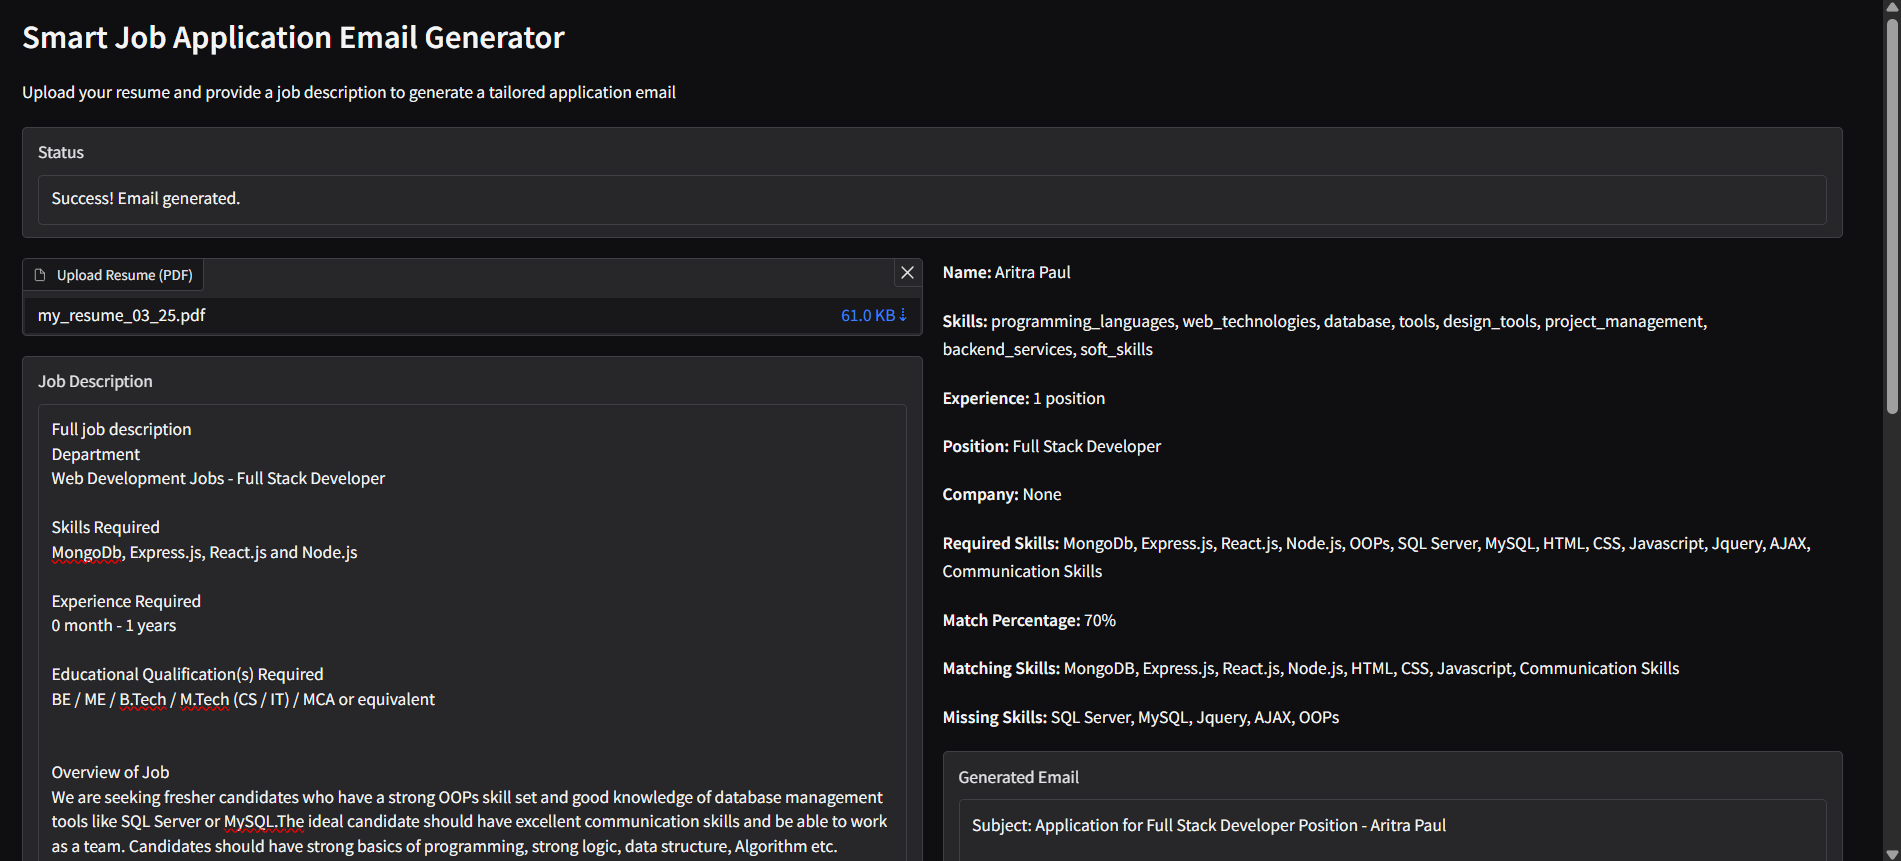 Smart Job Application Email Generator
Upload your resume and provide a job description to generate a tailored application email
Status
Success! Email generated.
Upload Resume (PDF)
my_resume_03_25.pdf
61.0 KB ⇣
Job Description
Full job description
Department
Web Development Jobs - Full Stack Developer
Skills Required
MongoDb, Express.js, React.js and Node.js
Experience Required
0 month - 1 years
Educational Qualification(s) Required
BE / ME / B.Tech / M.Tech (CS / IT) / MCA or equivalent
Overview of Job
We are seeking fresher candidates who have a strong OOPs skill set and good knowledge of database management
tools like SQL Server or MySQL.The ideal candidate should have excellent communication skills and be able to work
as a team. Candidates should have strong basics of programming, strong logic, data structure, Algorithm etc.
Name: Aritra Paul
Skills: programming_languages, web_technologies, database, tools, design_tools, project_management,
backend_services, soft_skills
Experience: 1 position
Position: Full Stack Developer
Company: None
Required Skills: MongoDb, Express.js, React.js, Node.js, OOPs, SQL Server, MySQL, HTML, CSS, Javascript, Jquery, AJAX,
Communication Skills
Match Percentage: 70%
Matching Skills: MongoDB, Express.js, React.js, Node.js, HTML, CSS, Javascript, Communication Skills
Missing Skills: SQL Server, MySQL, Jquery, AJAX, OOPs
Generated Email
Subject: Application for Full Stack Developer Position - Aritra Paul